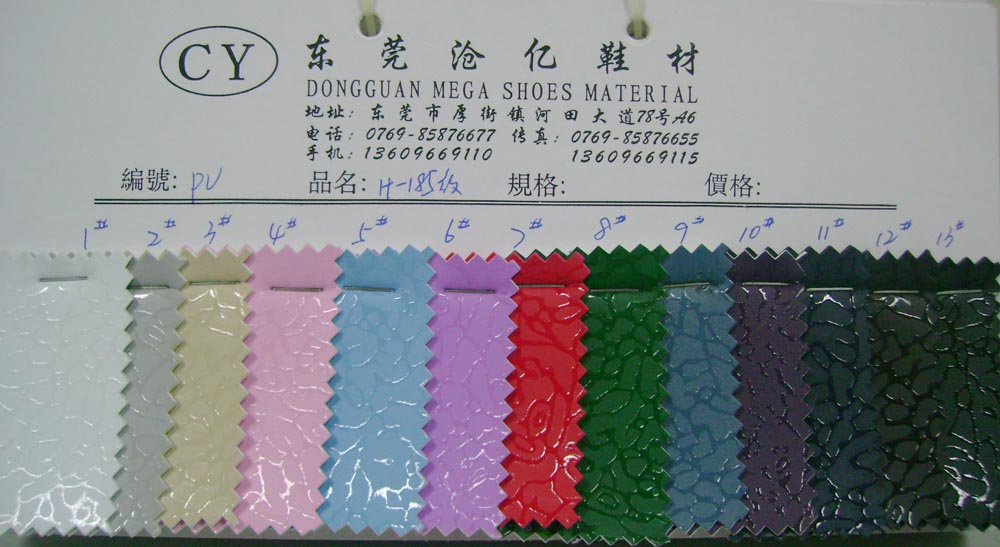 CY
东莞沧亿鞋材
DONGGUAN MEGA SHOES MATERIAL
地址: 东莞市厚街镇河田大道78号A6
电话: 0769-85876677 传真: 0769-85876655
手机: 13609669110 13609669115
編號: PU 品名: H-185纹 規格: 價格:
1# 2# 3# 4# 5# 6# 7# 8# 9# 10# 11# 12# 13#